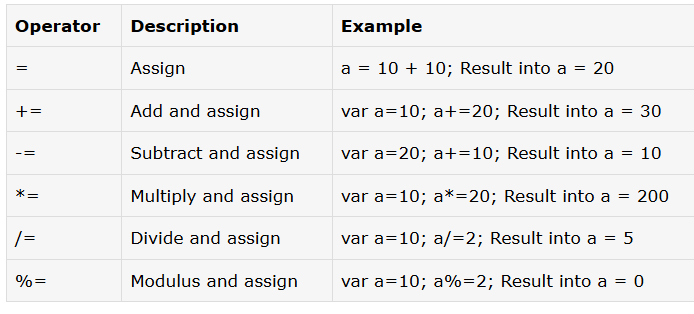 Operator Description Example
= Assign a = 10 + 10; Result into a = 20
+= Add and assign var a=10; a+=20; Result into a = 30
-= Subtract and assign var a=20; a+=10; Result into a = 10
*= Multiply and assign var a=10; a*=20; Result into a = 200
/= Divide and assign var a=10; a/=2; Result into a = 5
%= Modulus and assign var a=10; a%=2; Result into a = 0